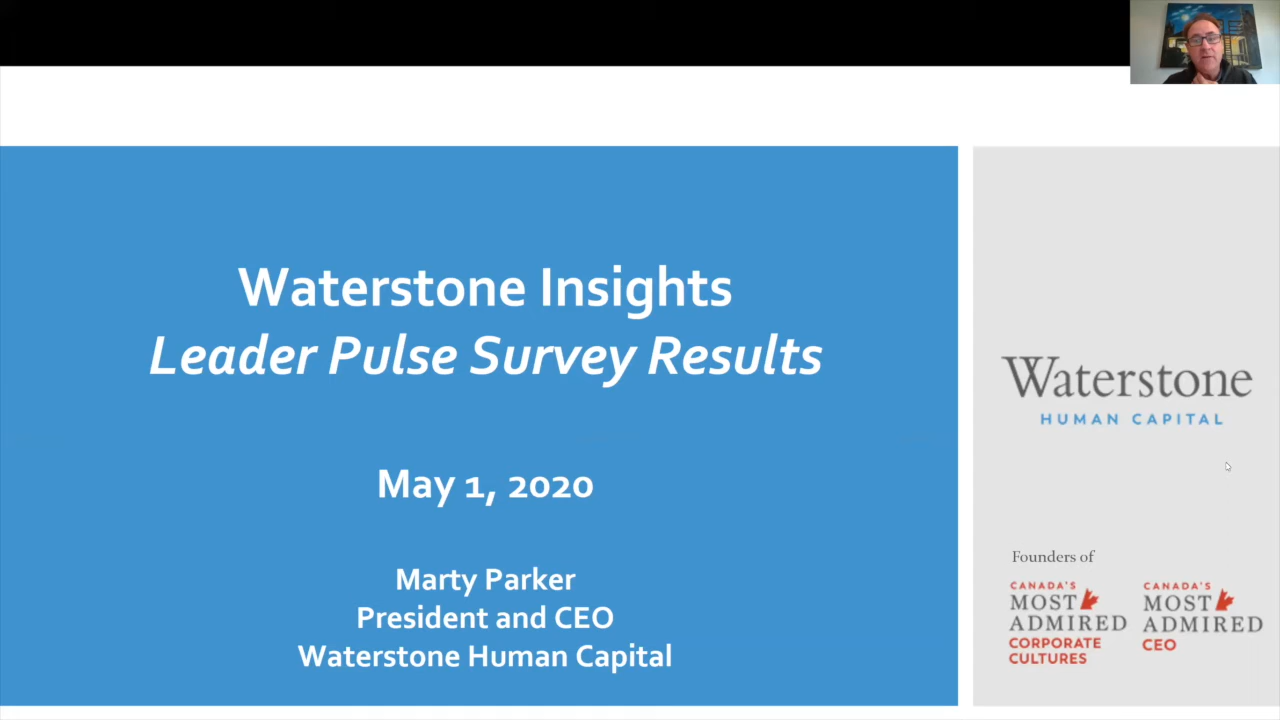 Waterstone Insights
Leader Pulse Survey Results
May 1, 2020
Marty Parker
President and CEO
Waterstone Human Capital
Waterstone
HUMAN CAPITAL
Founders of
CANADA'S
MOST
ADMIRED
CORPORATE
CULTURES
CANADA'S
MOST
ADMIRED
CEO